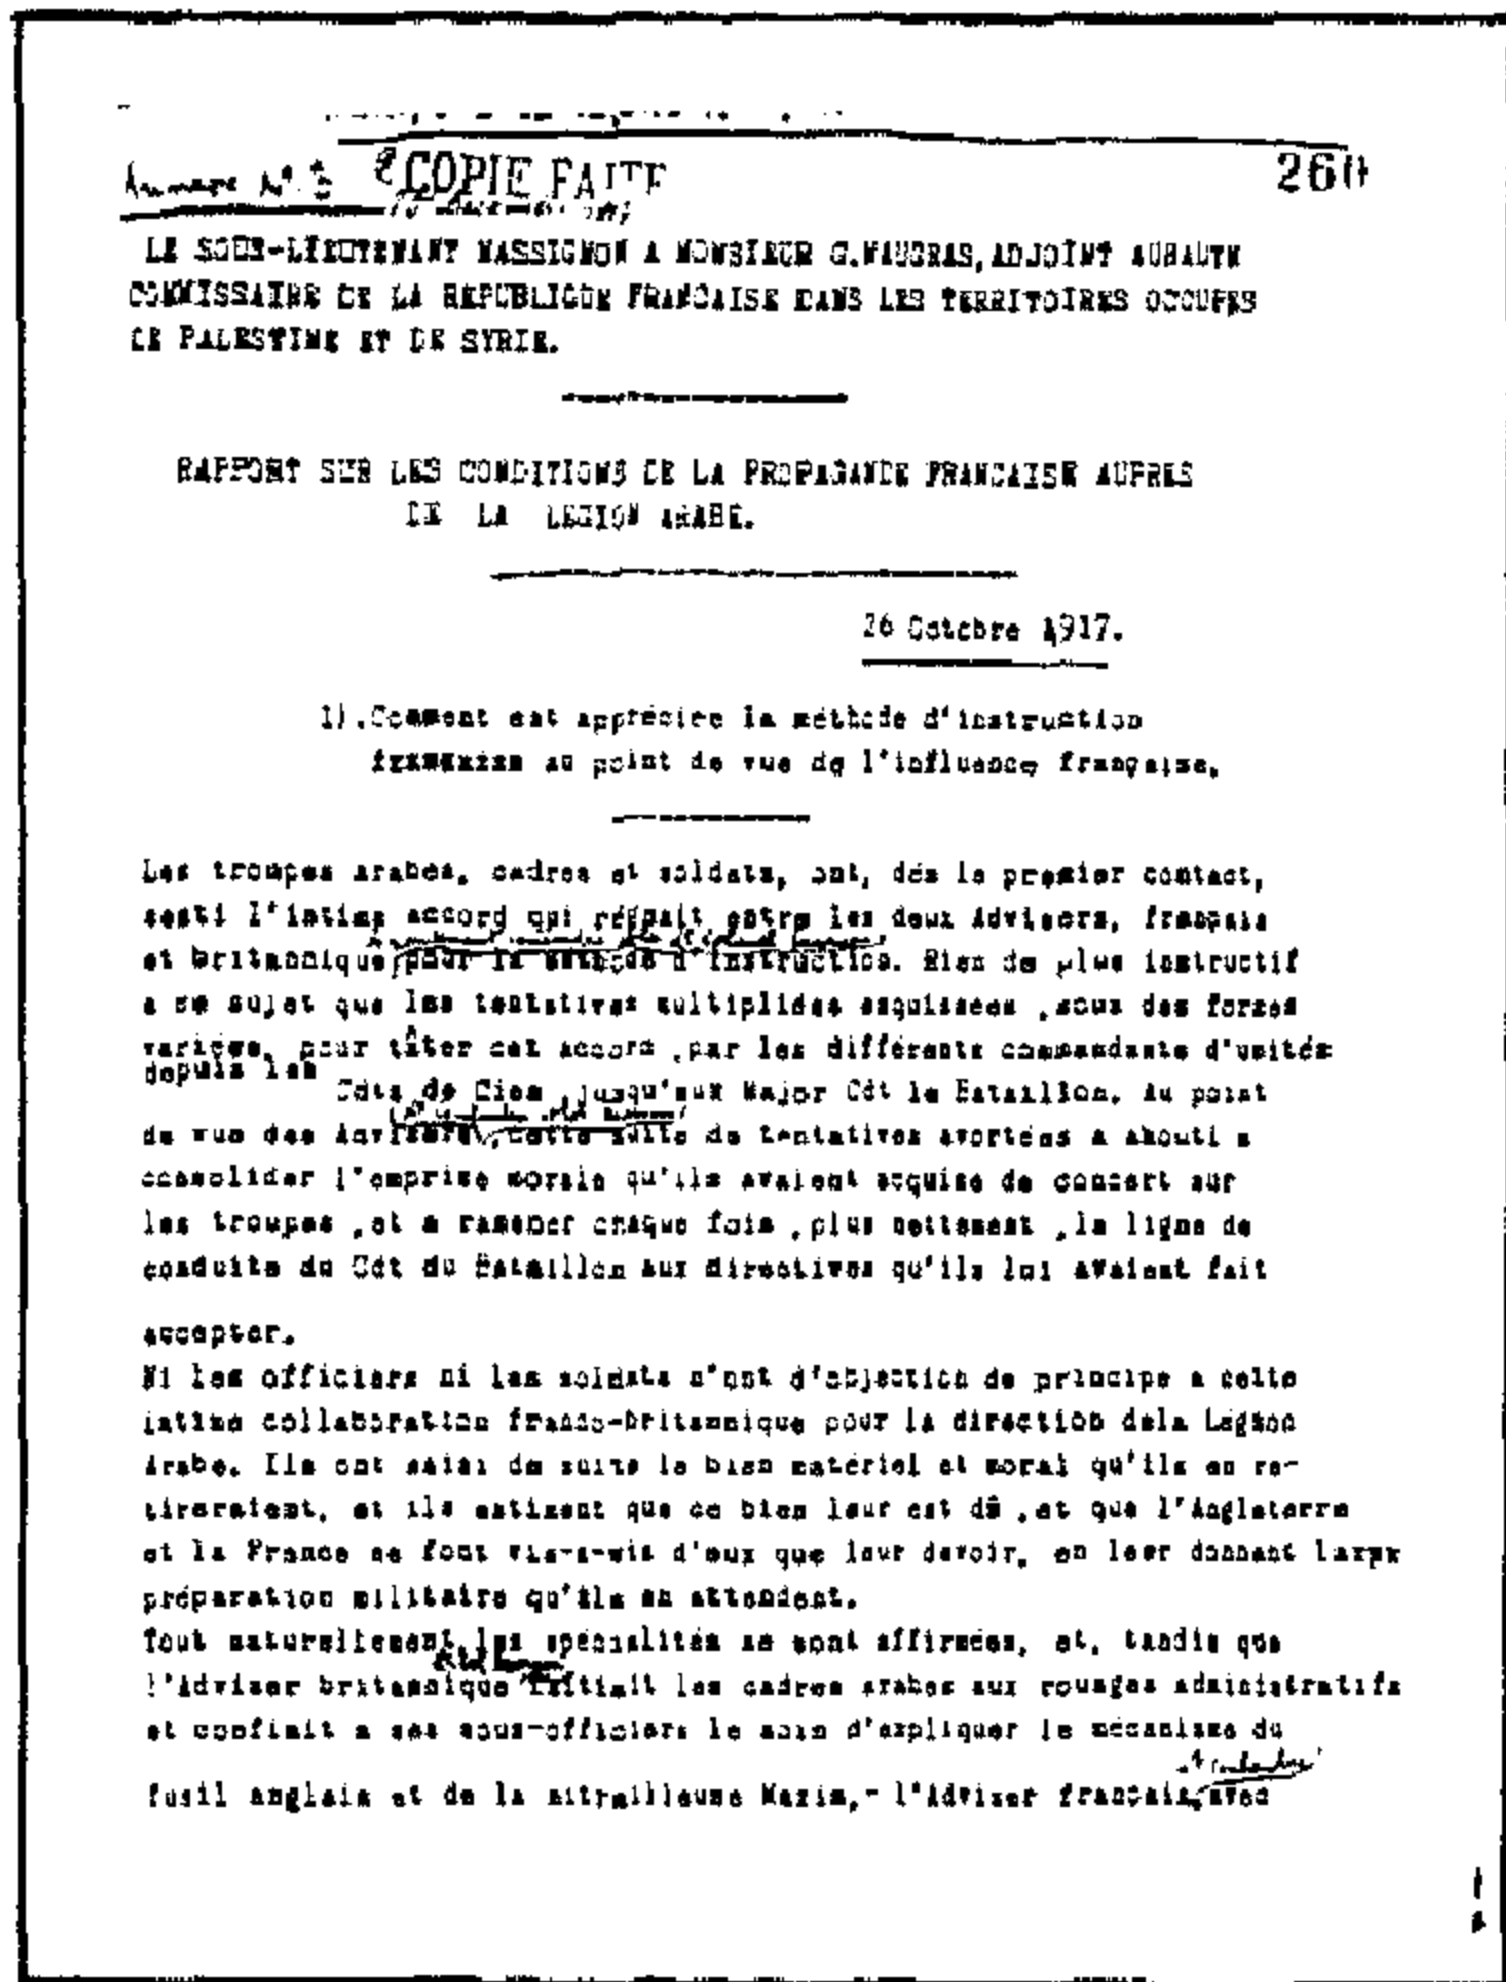 Annexe N° COPIE FAITE 260
LE SOUS-LIEUTENANT MASSIGNON A MONSIEUR G.MAUGRAS,ADJOINT AUHAUTE
COMMISSAIRE DE LA REPUBLIQUE FRANCAISE DANS LES TERRITOIRES OCCUPES
DE PALESTINE ET DE SYRIE.
RAPPORT SUR LES CONDITIONS DE LA PROPAGANDE FRANCAISE AUPRES
DE LA LEGION ARABE.
26 Octobre 1917.
1).Comment est appréciée la méthode d'instruction
au point de vue de l'influence française.
Les troupes arabes, cadres et soldats, ont, dès le premier contact,
senti l'intime accord qui régnait entre les deux Advisers, français
et britannique, pour la méthode d'instruction. Rien de plus instructif
a ce sujet que les tentatives multipliées esquissées ,sous des formes
variées, pour tâter cet accord ,par les différents commandants d'unités
depuis les
Cdts de Cies ,jusqu'aux Major Cdt le Bataillon. Au point
de vue des Advisers, cette suite de tentatives avortées a abouti a
consolider l'emprise morale qu'ils avaient acquise de concert sur
les troupes ,et a ramener chaque fois ,plus nettement ,la ligne de
conduite du Cdt du Bataillon aux directives qu'ils lui avaient fait
accepter.
Ni les officiers ni les soldats n'ont d'objection de principe a cette
intime collaboration franco-britannique pour la direction dela Legion
Arabe. Ils ont saisi de suite le bien matériel et moral qu'ils en re-
tireraient, et ils estiment que ce bien leur est dû ,et que l'Angleterre
et la France ne font vis-a-vis d'eux que leur devoir, en leur donnant
préparation militaire qu'ils en attendent.
Tout naturellement,les spécialités se sont affirmées, et, tandis que
l'Adviser britannique initiait les cadres arabes aux rouages administratifs
et confiait a ses sous-officiers le soin d'expliquer le mécanisme du
fusil anglais et de la mitrailleuse Maxim,- l'Adviser français,avec